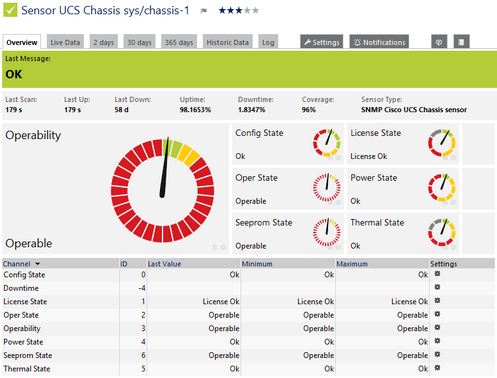 Sensor UCS Chassis sys/chassis-1
Overview Live Data 2 days 30 days 365 days Historic Data Log Settings Notifications
Last Message:
OK
Last Scan: Last Up: Last Down: Uptime: Downtime: Coverage: Sensor Type:
179 s 179 s 58 d 98.1653% 1.8347% 96% SNMP Cisco UCS Chassis sensor
Operability
Operable
Config State
Ok
License State
License Ok
Oper State
Operable
Power State
Ok
Seeprom State
Operable
Thermal State
Ok
Channel ID Last Value Minimum Maximum Settings
Config State 0 Ok Ok Ok
Downtime -4
License State 1 License Ok License Ok License Ok
Oper State 2 Operable Operable Operable
Operability 3 Operable Operable Operable
Power State 4 Ok Ok Ok
Seeprom State 6 Operable Operable Operable
Thermal State 5 Ok Ok Ok